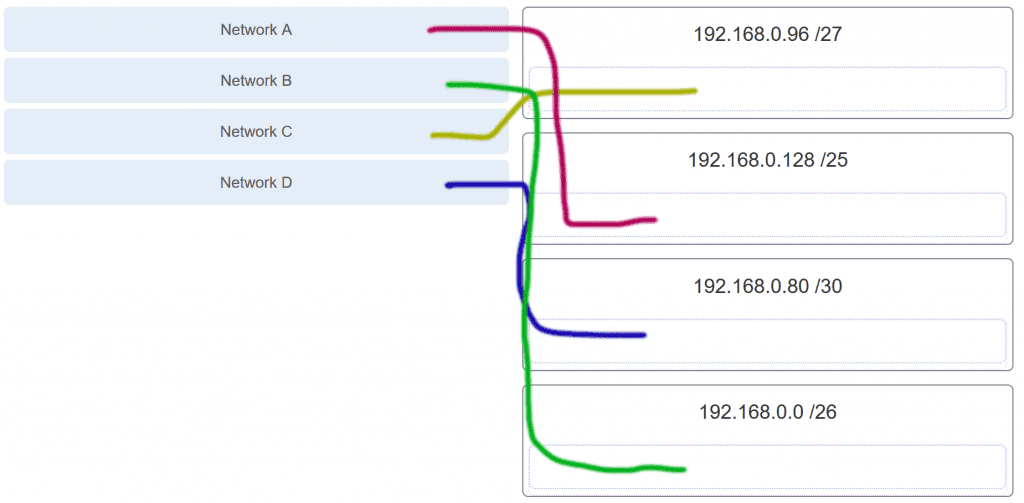 Network A
Network B
Network C
Network D
192.168.0.96 /27
192.168.0.128 /25
192.168.0.80 /30
192.168.0.0 /26